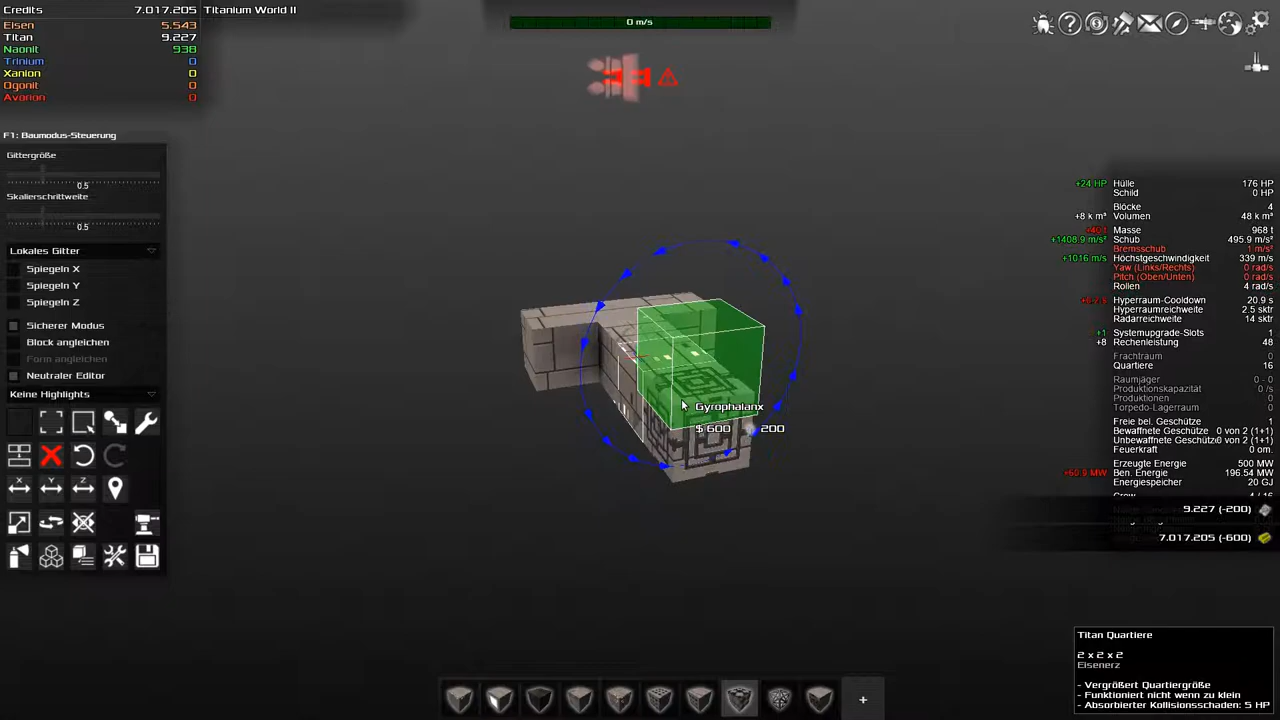 Credits 7.017.205 Titanium World II
Eisen 5.543
Titan 9.227
Naonit 938
Trinium 0
Xanion 0
Ogonit 0
Avorion 0
0 m/s
F1: Baumodus-Steuerung
Gittergröße
0.5
Skalierschrittweite
0.5
Lokales Gitter
Spiegeln X
Spiegeln Y
Spiegeln Z
Sicherer Modus
Block angleichen
Form angleichen
Neutraler Editor
Keine Highlights
X Y Z
Gyrophalanx
$ 600 200
+24 HP Hülle 176 HP
Schild 0 HP
Blöcke 4
+8 k m³ Volumen 48 k m³
+40 t Masse 968 t
+1408.9 m/s² Schub 495.9 m/s²
Bremsschub 1 m/s²
+1016 m/s Höchstgeschwindigkeit 339 m/s
Yaw (Links/Rechts) 0 rad/s
Pitch (Oben/Unten) 0 rad/s
Rollen 4 rad/s
Hyperraum-Cooldown 20.9 s
Hyperraumreichweite 2.5 sktr
Radarreichweite 14 sktr
+1 Systemupgrade-Slots 1
+8 Rechenleistung 48
Frachtraum 0
Quartiere 16
Raumjäger 0 - 0
Produktionskapazität 0 / s
Produktionen 0
Torpedo-Lagerraum 0
Freie bel. Geschütze 1
Bewaffnete Geschütze 0 von 2 (1+1)
Unbewaffnete Geschütze 0 von 2 (1+1)
Feuerkraft 0 om.
Erzeugte Energie 500 MW
+60.9 MW Ben. Energie 196.54 MW
Energiespeicher 20 GJ
9.227 (-200)
7.017.205 (-600)
Titan Quartiere
2 x 2 x 2
Eisenerz
- Vergrößert Quartiergröße
- Funktioniert nicht wenn zu klein
- Absorbierter Kollisionsschaden: 5 HP
+